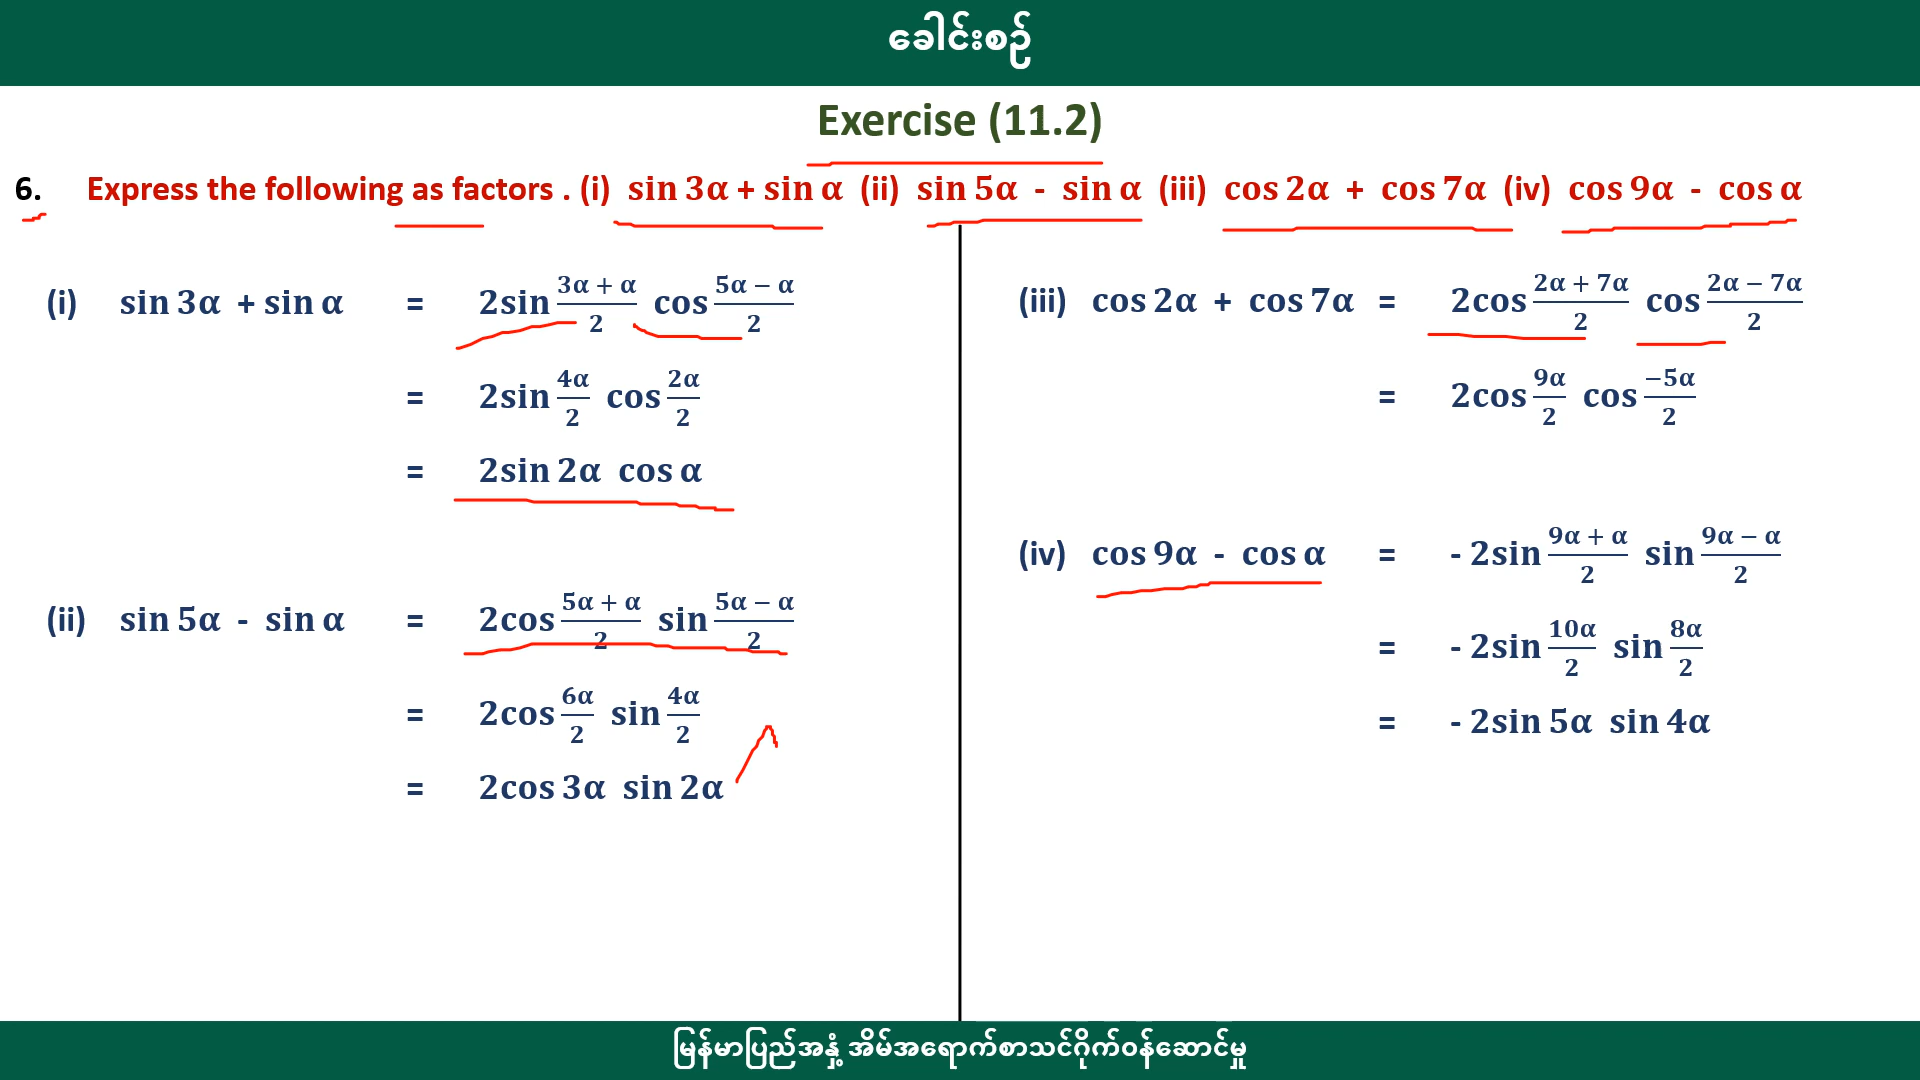 ခေါင်းစဉ်
Exercise (11.2)
6. Express the following as factors . (i) sin 3α + sin α (ii) sin 5α - sin α (iii) cos 2α + cos 7α (iv) cos 9α - cos α
(i) sin 3α + sin α = 2sin (3α + α)/2 cos (5α − α)/2
= 2sin 4α/2 cos 2α/2
= 2sin 2α cos α
(ii) sin 5α - sin α = 2cos (5α + α)/2 sin (5α − α)/2
= 2cos 6α/2 sin 4α/2
= 2cos 3α sin 2α
(iii) cos 2α + cos 7α = 2cos (2α + 7α)/2 cos (2α − 7α)/2
= 2cos 9α/2 cos −5α/2
(iv) cos 9α - cos α = - 2sin (9α + α)/2 sin (9α − α)/2
= - 2sin 10α/2 sin 8α/2
= - 2sin 5α sin 4α
မြန်မာပြည်အနှံ့ အိမ်အရောက်စာသင်ဂိုက်ဝန်ဆောင်မှု